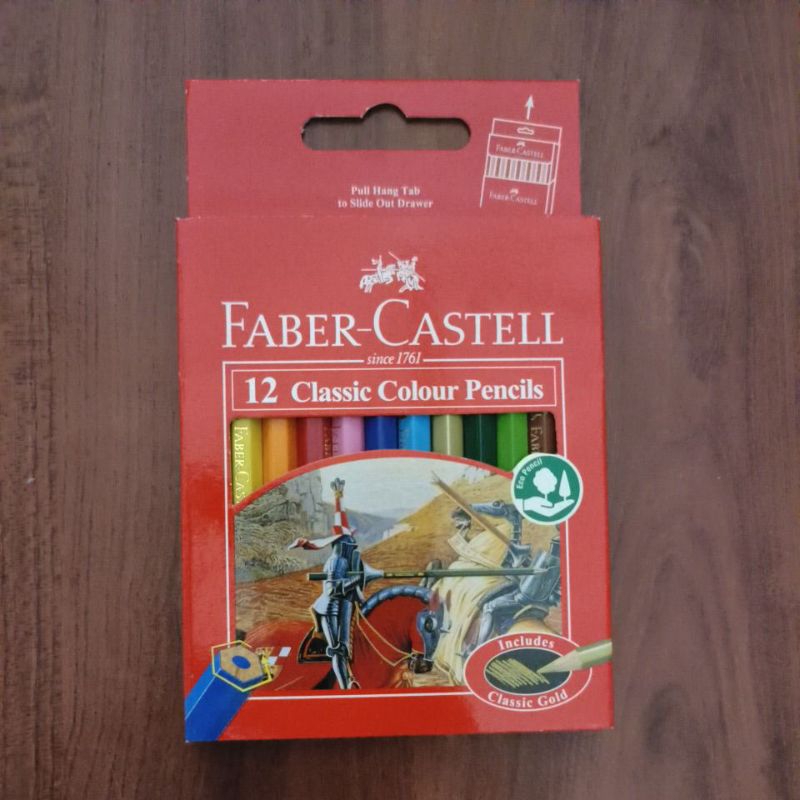 FABER-CASTELL
FABER-CASTELL
Pull Hang Tab
to Slide Out Drawer
FABER-CASTELL
since 1761
12 Classic Colour Pencils
FABER-CAS
Eco Pencil
Includes
Classic Gold